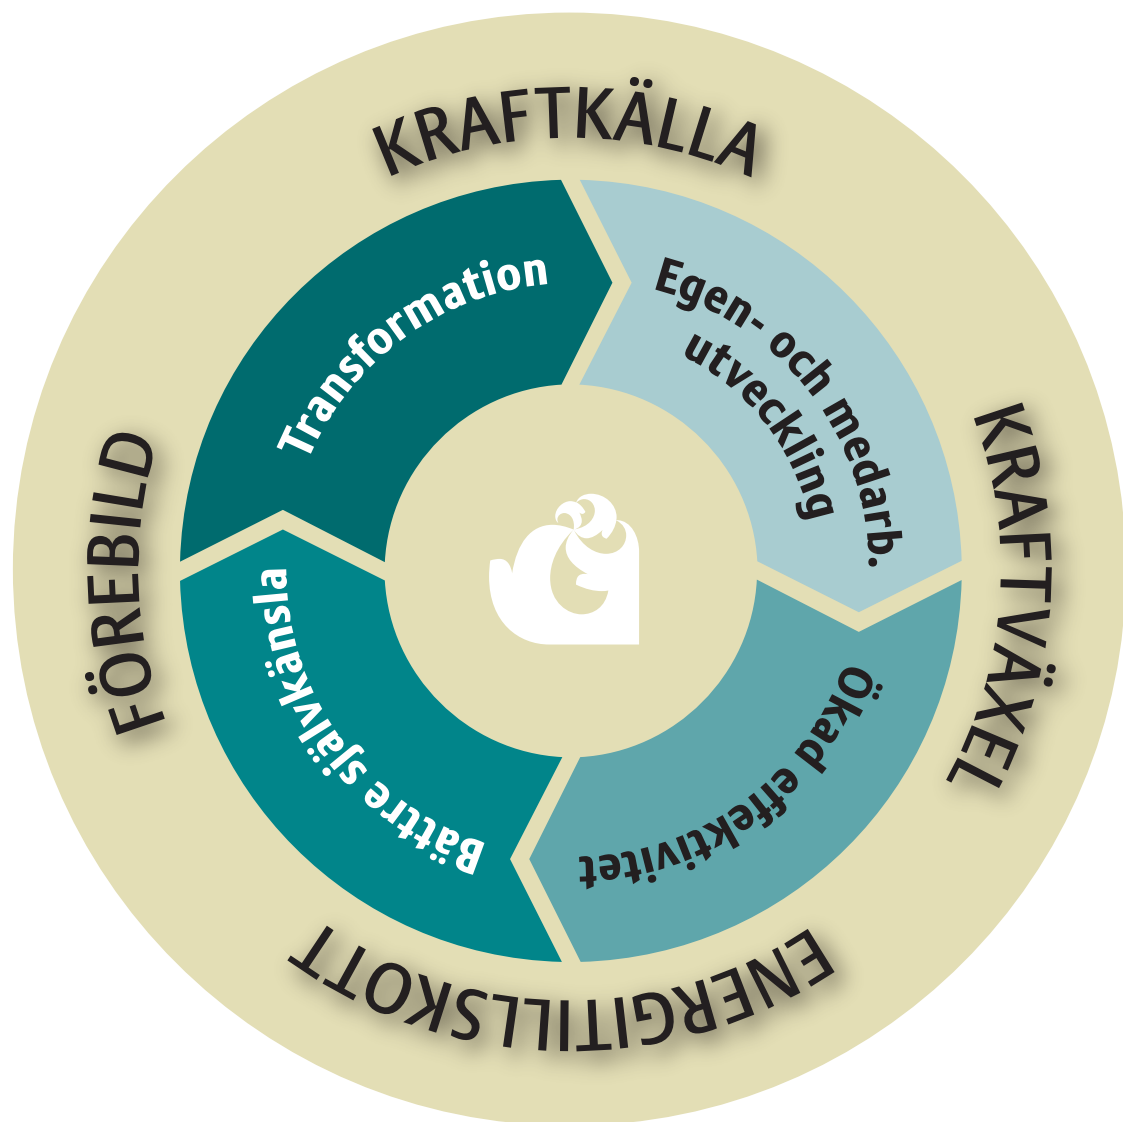 KRAFTKÄLLA
KRAFTVÄXEL
ENERGITILLSKOTT
FÖREBILD
Transformation
Egen- och medarb.
utveckling
Ökad effektivitet
Bättre självkänsla